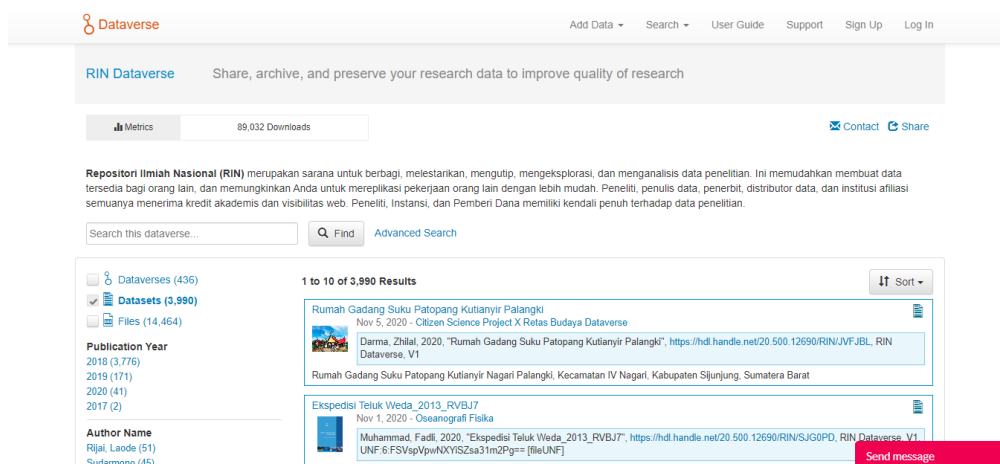 Dataverse
Add Data Search User Guide Support Sign Up Log In
RIN Dataverse Share, archive, and preserve your research data to improve quality of research
Metrics 89,032 Downloads
Contact Share
Repositori Ilmiah Nasional (RIN) merupakan sarana untuk berbagi, melestarikan, mengutip, mengeksplorasi, dan menganalisis data penelitian. Ini memudahkan membuat data
tersedia bagi orang lain, dan memungkinkan Anda untuk mereplikasi pekerjaan orang lain dengan lebih mudah. Peneliti, penulis data, penerbit, distributor data, dan institusi afiliasi
semuanya menerima kredit akademis dan visibilitas web. Peneliti, Instansi, dan Pemberi Dana memiliki kendali penuh terhadap data penelitian.
Search this dataverse... Find Advanced Search
Dataverses (436)
Datasets (3,990)
Files (14,464)
Publication Year
2018 (3,776)
2019 (171)
2020 (41)
2017 (2)
Author Name
Rijai, Laode (51)
Sudarmono (45)
1 to 10 of 3,990 Results
Sort
Rumah Gadang Suku Patopang Kutianyir Palangki
Nov 5, 2020 - Citizen Science Project X Retas Budaya Dataverse
Darma, Zhilal, 2020, "Rumah Gadang Suku Patopang Kutianyir Palangki", https://hdl.handle.net/20.500.12690/RIN/JVFJBL, RIN
Dataverse, V1
Rumah Gadang Suku Patopang Kutianyir Nagari Palangki, Kecamatan IV Nagari, Kabupaten Sijunjung, Sumatera Barat
Ekspedisi Teluk Weda_2013_RVBJ7
Nov 1, 2020 - Oseanografi Fisika
Muhammad, Fadli, 2020, "Ekspedisi Teluk Weda_2013_RVBJ7", https://hdl.handle.net/20.500.12690/RIN/SJG0PD, RIN Dataverse, V1,
UNF:6:FSVspVpwNXYlSZsa31m2Pg== [fileUNF]
Send message